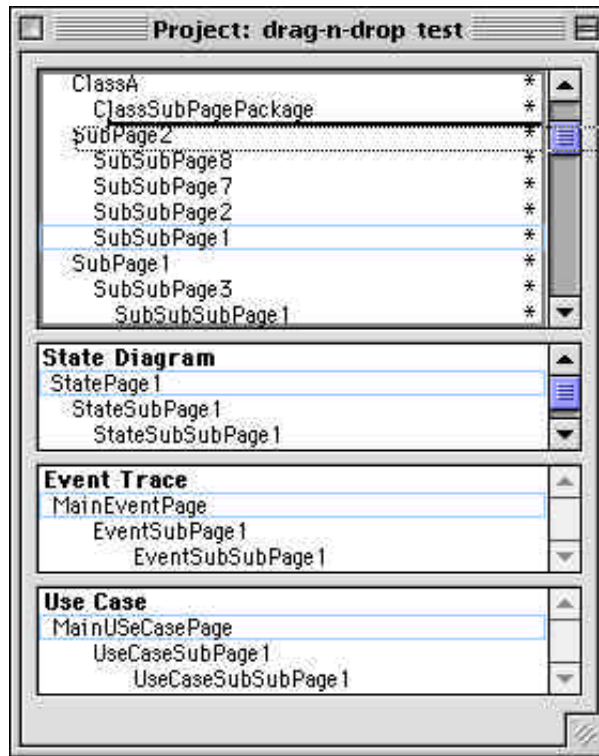 Project: drag-n-drop test
ClassA *
ClassSubPagePackage *
SubPage2 *
SubSubPage8 *
SubSubPage7 *
SubSubPage2 *
SubSubPage1 *
SubPage1 *
SubSubPage3 *
SubSubSubPage1 *
State Diagram
StatePage1
StateSubPage1
StateSubSubPage1
Event Trace
MainEventPage
EventSubPage1
EventSubSubPage1
Use Case
MainUSeCasePage
UseCaseSubPage1
UseCaseSubSubPage1